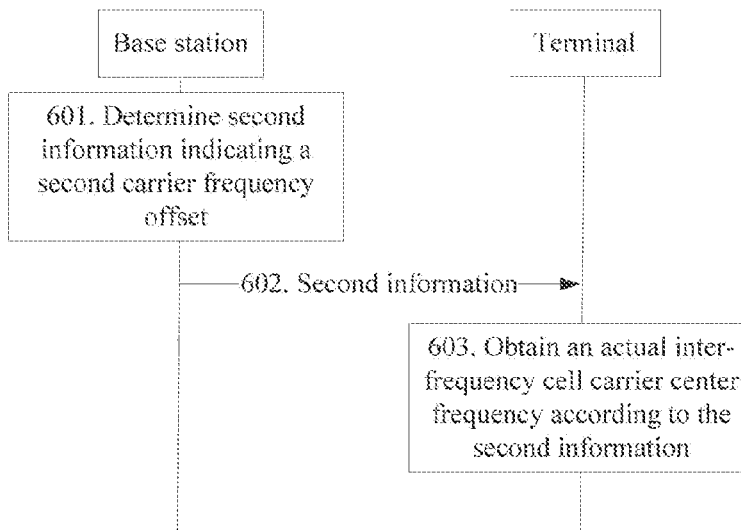 Base station
Terminal
601. Determine second
information indicating a
second carrier frequency
offset
602. Second information
603. Obtain an actual inter-
frequency cell carrier center
frequency according to the
second information